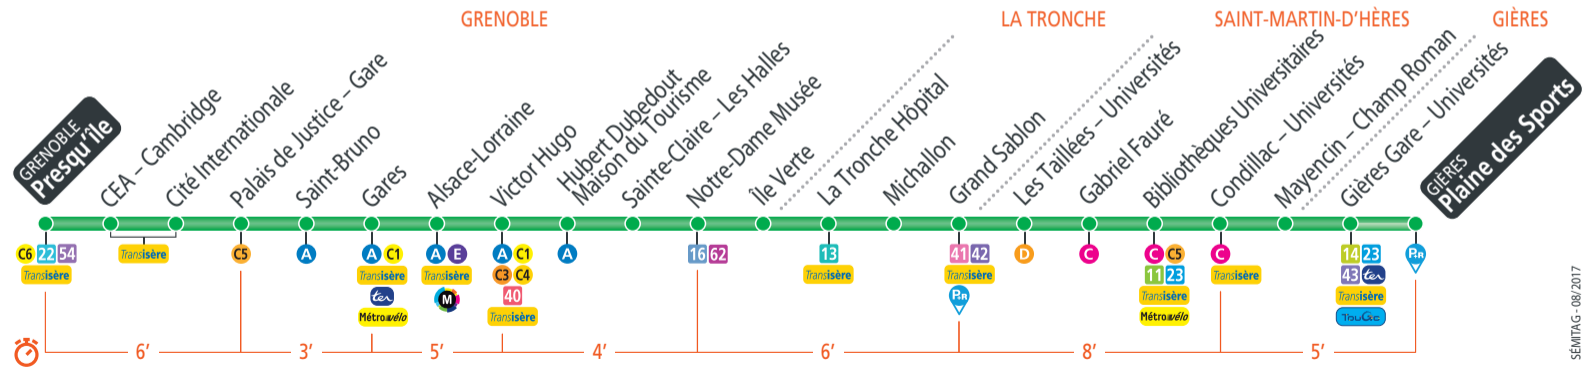 GRENOBLE
LA TRONCHE
SAINT-MARTIN-D'HÈRES
GIÈRES
GRENOBLE
Presqu'île
CEA – Cambridge
Cité Internationale
Palais de Justice – Gare
Saint-Bruno
Gares
Alsace-Lorraine
Victor Hugo
Hubert Dubedout
Maison du Tourisme
Sainte-Claire – Les Halles
Notre-Dame Musée
Île Verte
La Tronche Hôpital
Michallon
Grand Sablon
Les Taillées – Universités
Gabriel Fauré
Bibliothèques Universitaires
Condillac – Universités
Mayencin – Champ Roman
Gières Gare – Universités
GIÈRES
Plaine des Sports
C6 22 54
Transisère
Transisère
C5
A
A C1
Transisère
ter
Métrovélo
A E
Transisère
M
A C1
C3 C4
40
Transisère
A
16 62
13
Transisère
41 42
Transisère
P+R
D
C
C C5
11 23
Transisère
Métrovélo
C
Transisère
14 23
43 ter
Transisère
TouGo
P+R
6' 3' 5' 4' 6' 8' 5'
SÉMITAG - 08/2017